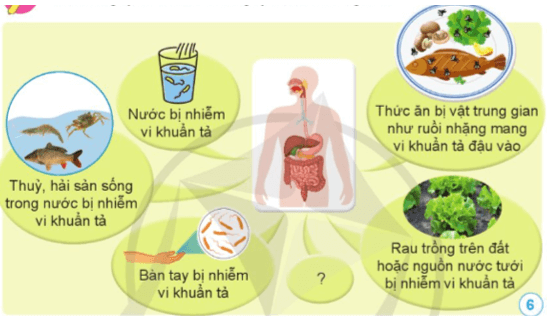 Nước bị nhiễm
vi khuẩn tả
Thức ăn bị vật trung gian
như ruồi nhặng mang
vi khuẩn tả đậu vào
Thuỷ, hải sản sống
trong nước bị nhiễm
vi khuẩn tả
Bàn tay bị nhiễm
vi khuẩn tả
?
Rau trồng trên đất
hoặc nguồn nước tưới
bị nhiễm vi khuẩn tả
6